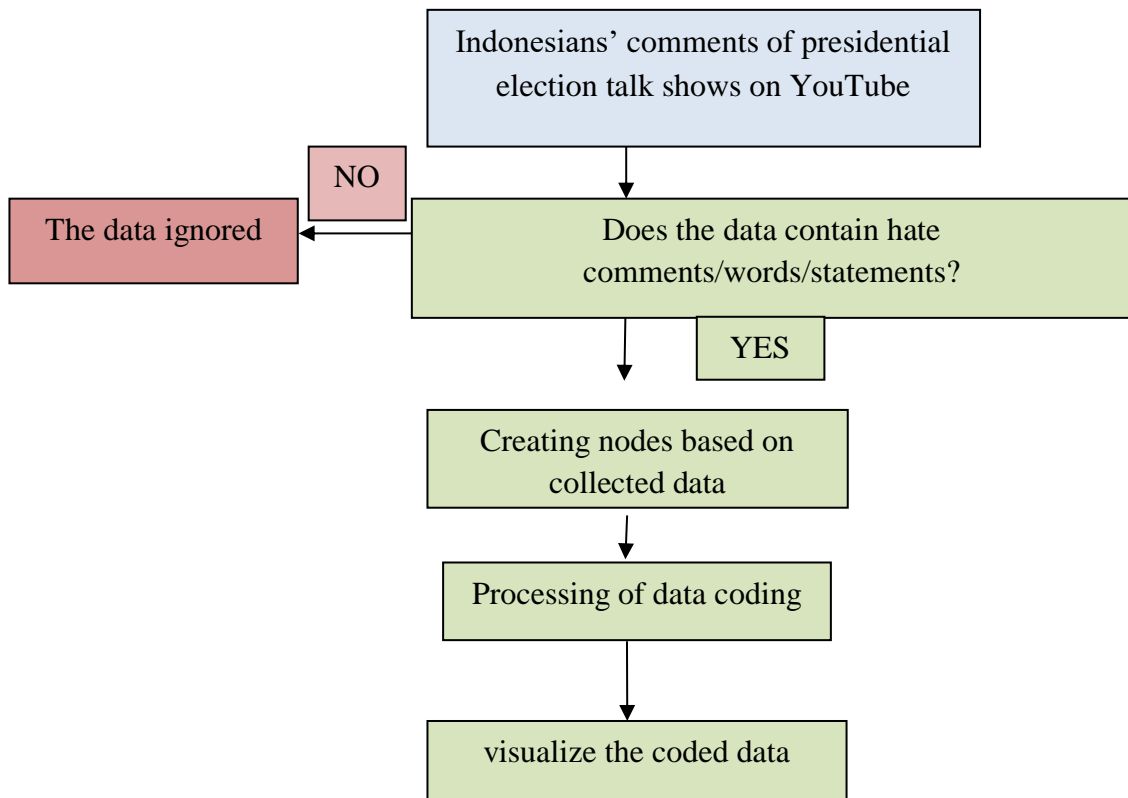 Indonesians’ comments of presidential
election talk shows on YouTube
NO
The data ignored
Does the data contain hate
comments/words/statements?
YES
Creating nodes based on
collected data
Processing of data coding
visualize the coded data